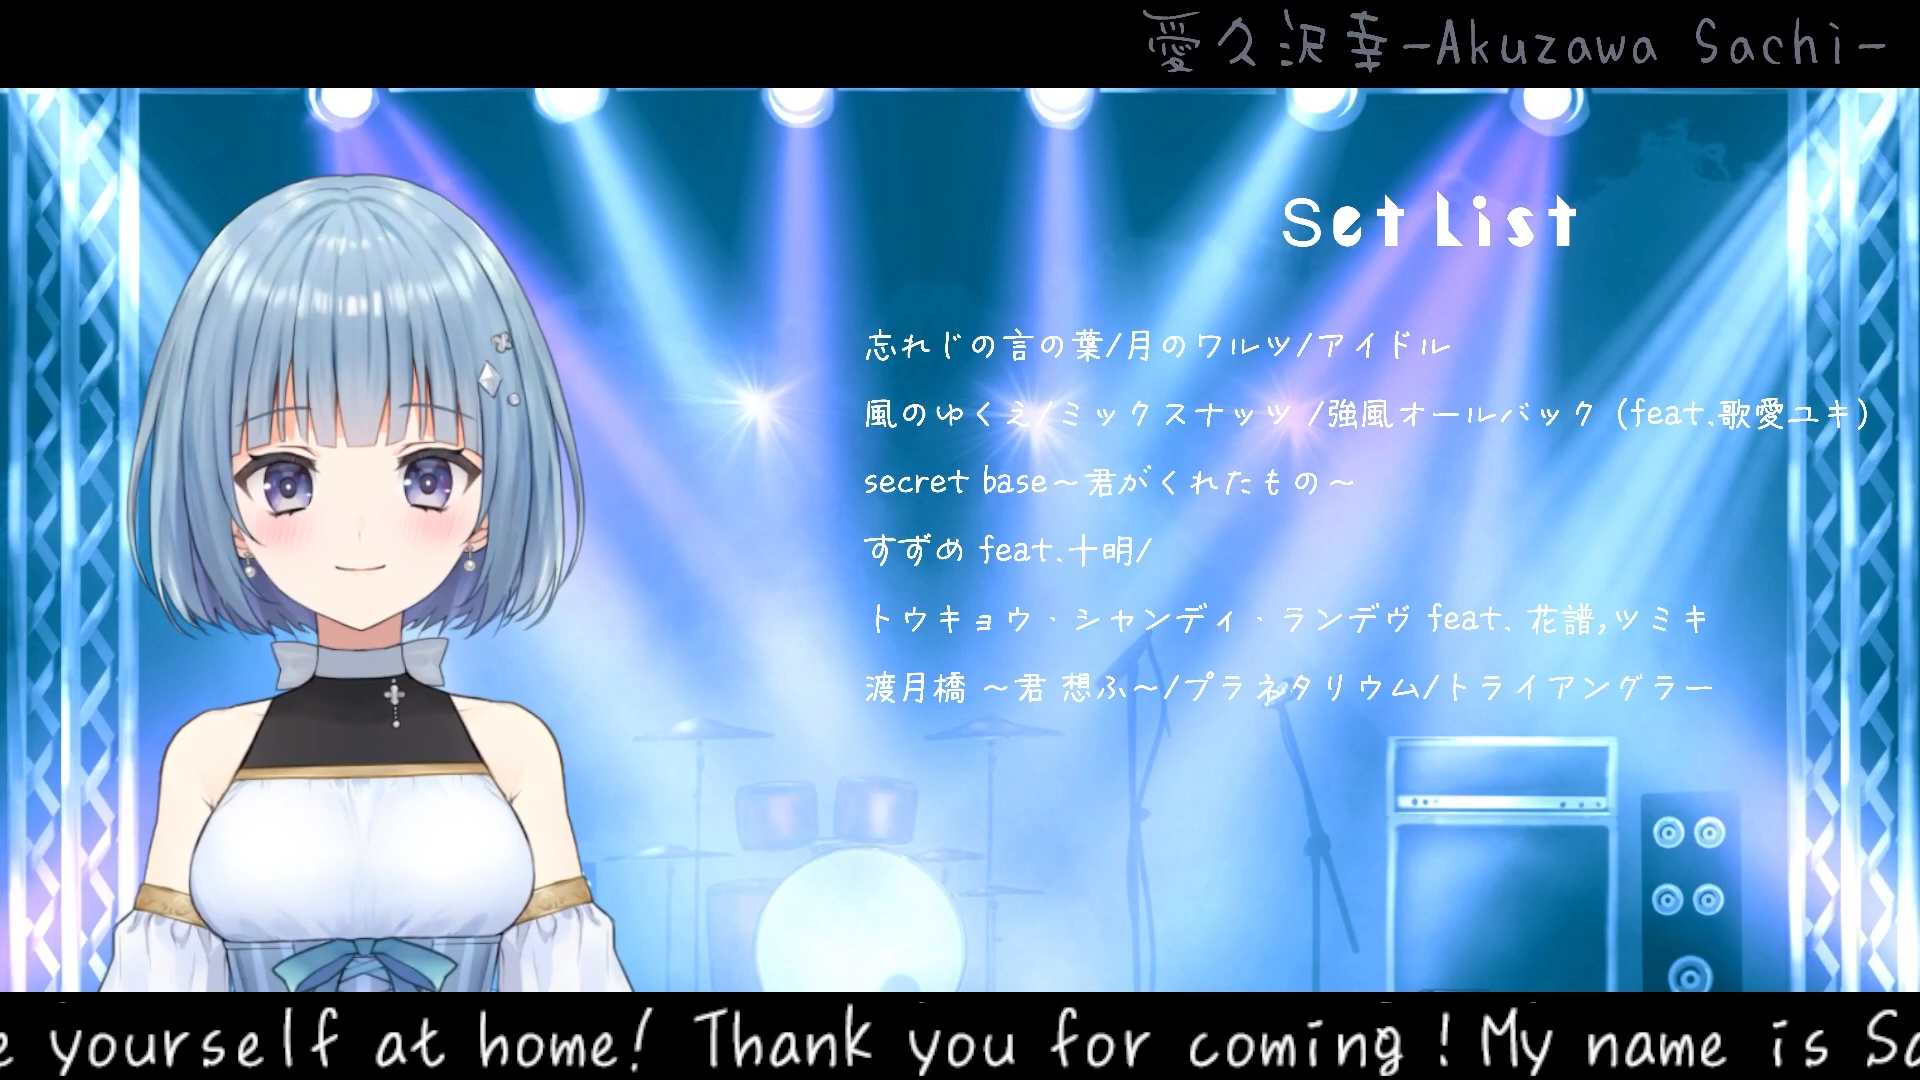 愛久沢幸-Akuzawa Sachi-
Set List
忘れじの言の葉/月のワルツ/アイドル
風のゆくえ/ミックスナッツ /強風オールバック (feat.歌愛ユキ)
secret base～君がくれたもの～
すずめ feat.十明/
トウキョウ・シャンディ・ランデヴ feat. 花譜,ツミキ
渡月橋 ～君 想ふ～/プラネタリウム/トライアングラー
yourself at home! Thank you for coming! My name is